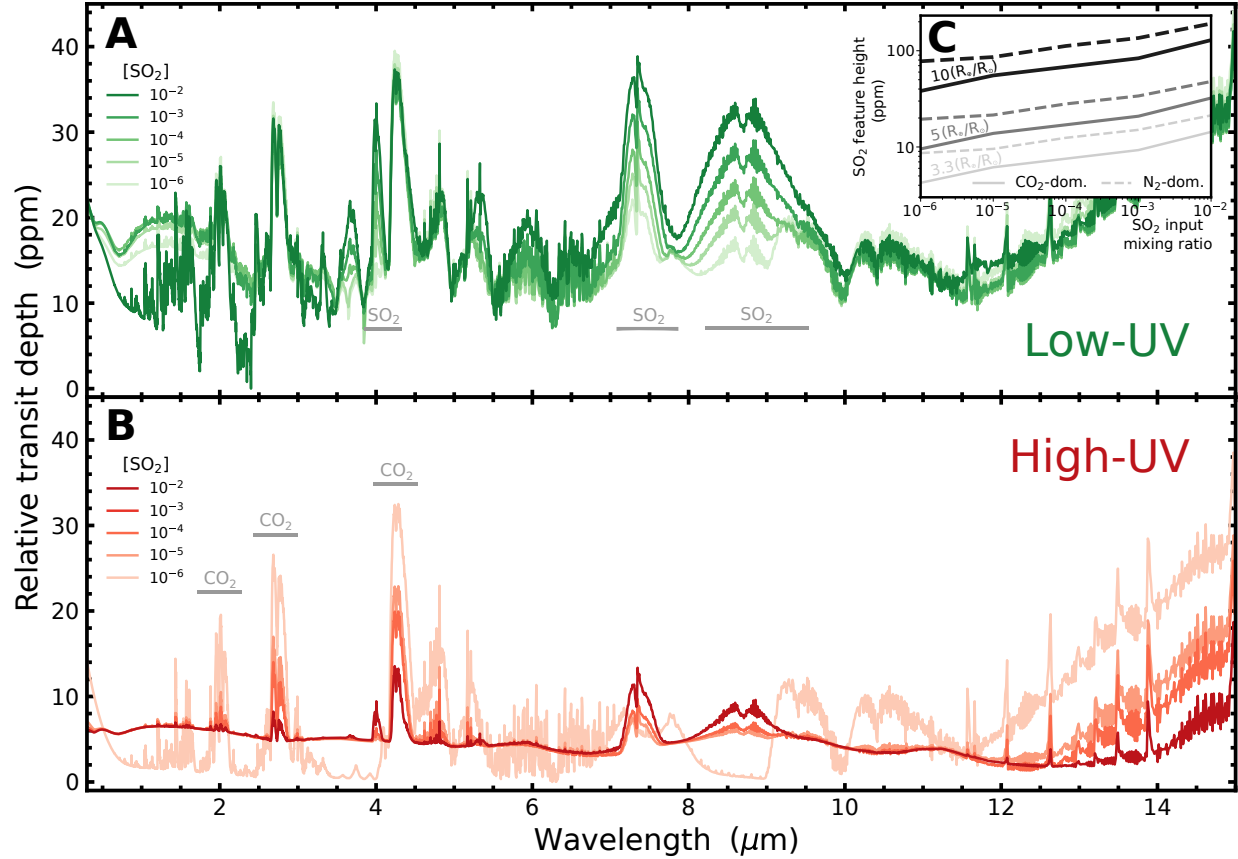 A
[SO₂]
10⁻²
10⁻³
10⁻⁴
10⁻⁵
10⁻⁶
SO₂
SO₂
SO₂
Low-UV
40
30
20
10
0
C
SO₂ feature height
(ppm)
100
10
10(R⋆/R☉)
5(R⋆/R☉)
3.3(R⋆/R☉)
CO₂-dom.
N₂-dom.
10⁻⁶
10⁻⁵
10⁻⁴
10⁻³
10⁻²
SO₂ input
mixing ratio
Relative transit depth (ppm)
B
[SO₂]
10⁻²
10⁻³
10⁻⁴
10⁻⁵
10⁻⁶
CO₂
CO₂
CO₂
High-UV
40
30
20
10
0
2
4
6
8
10
12
14
Wavelength (μm)